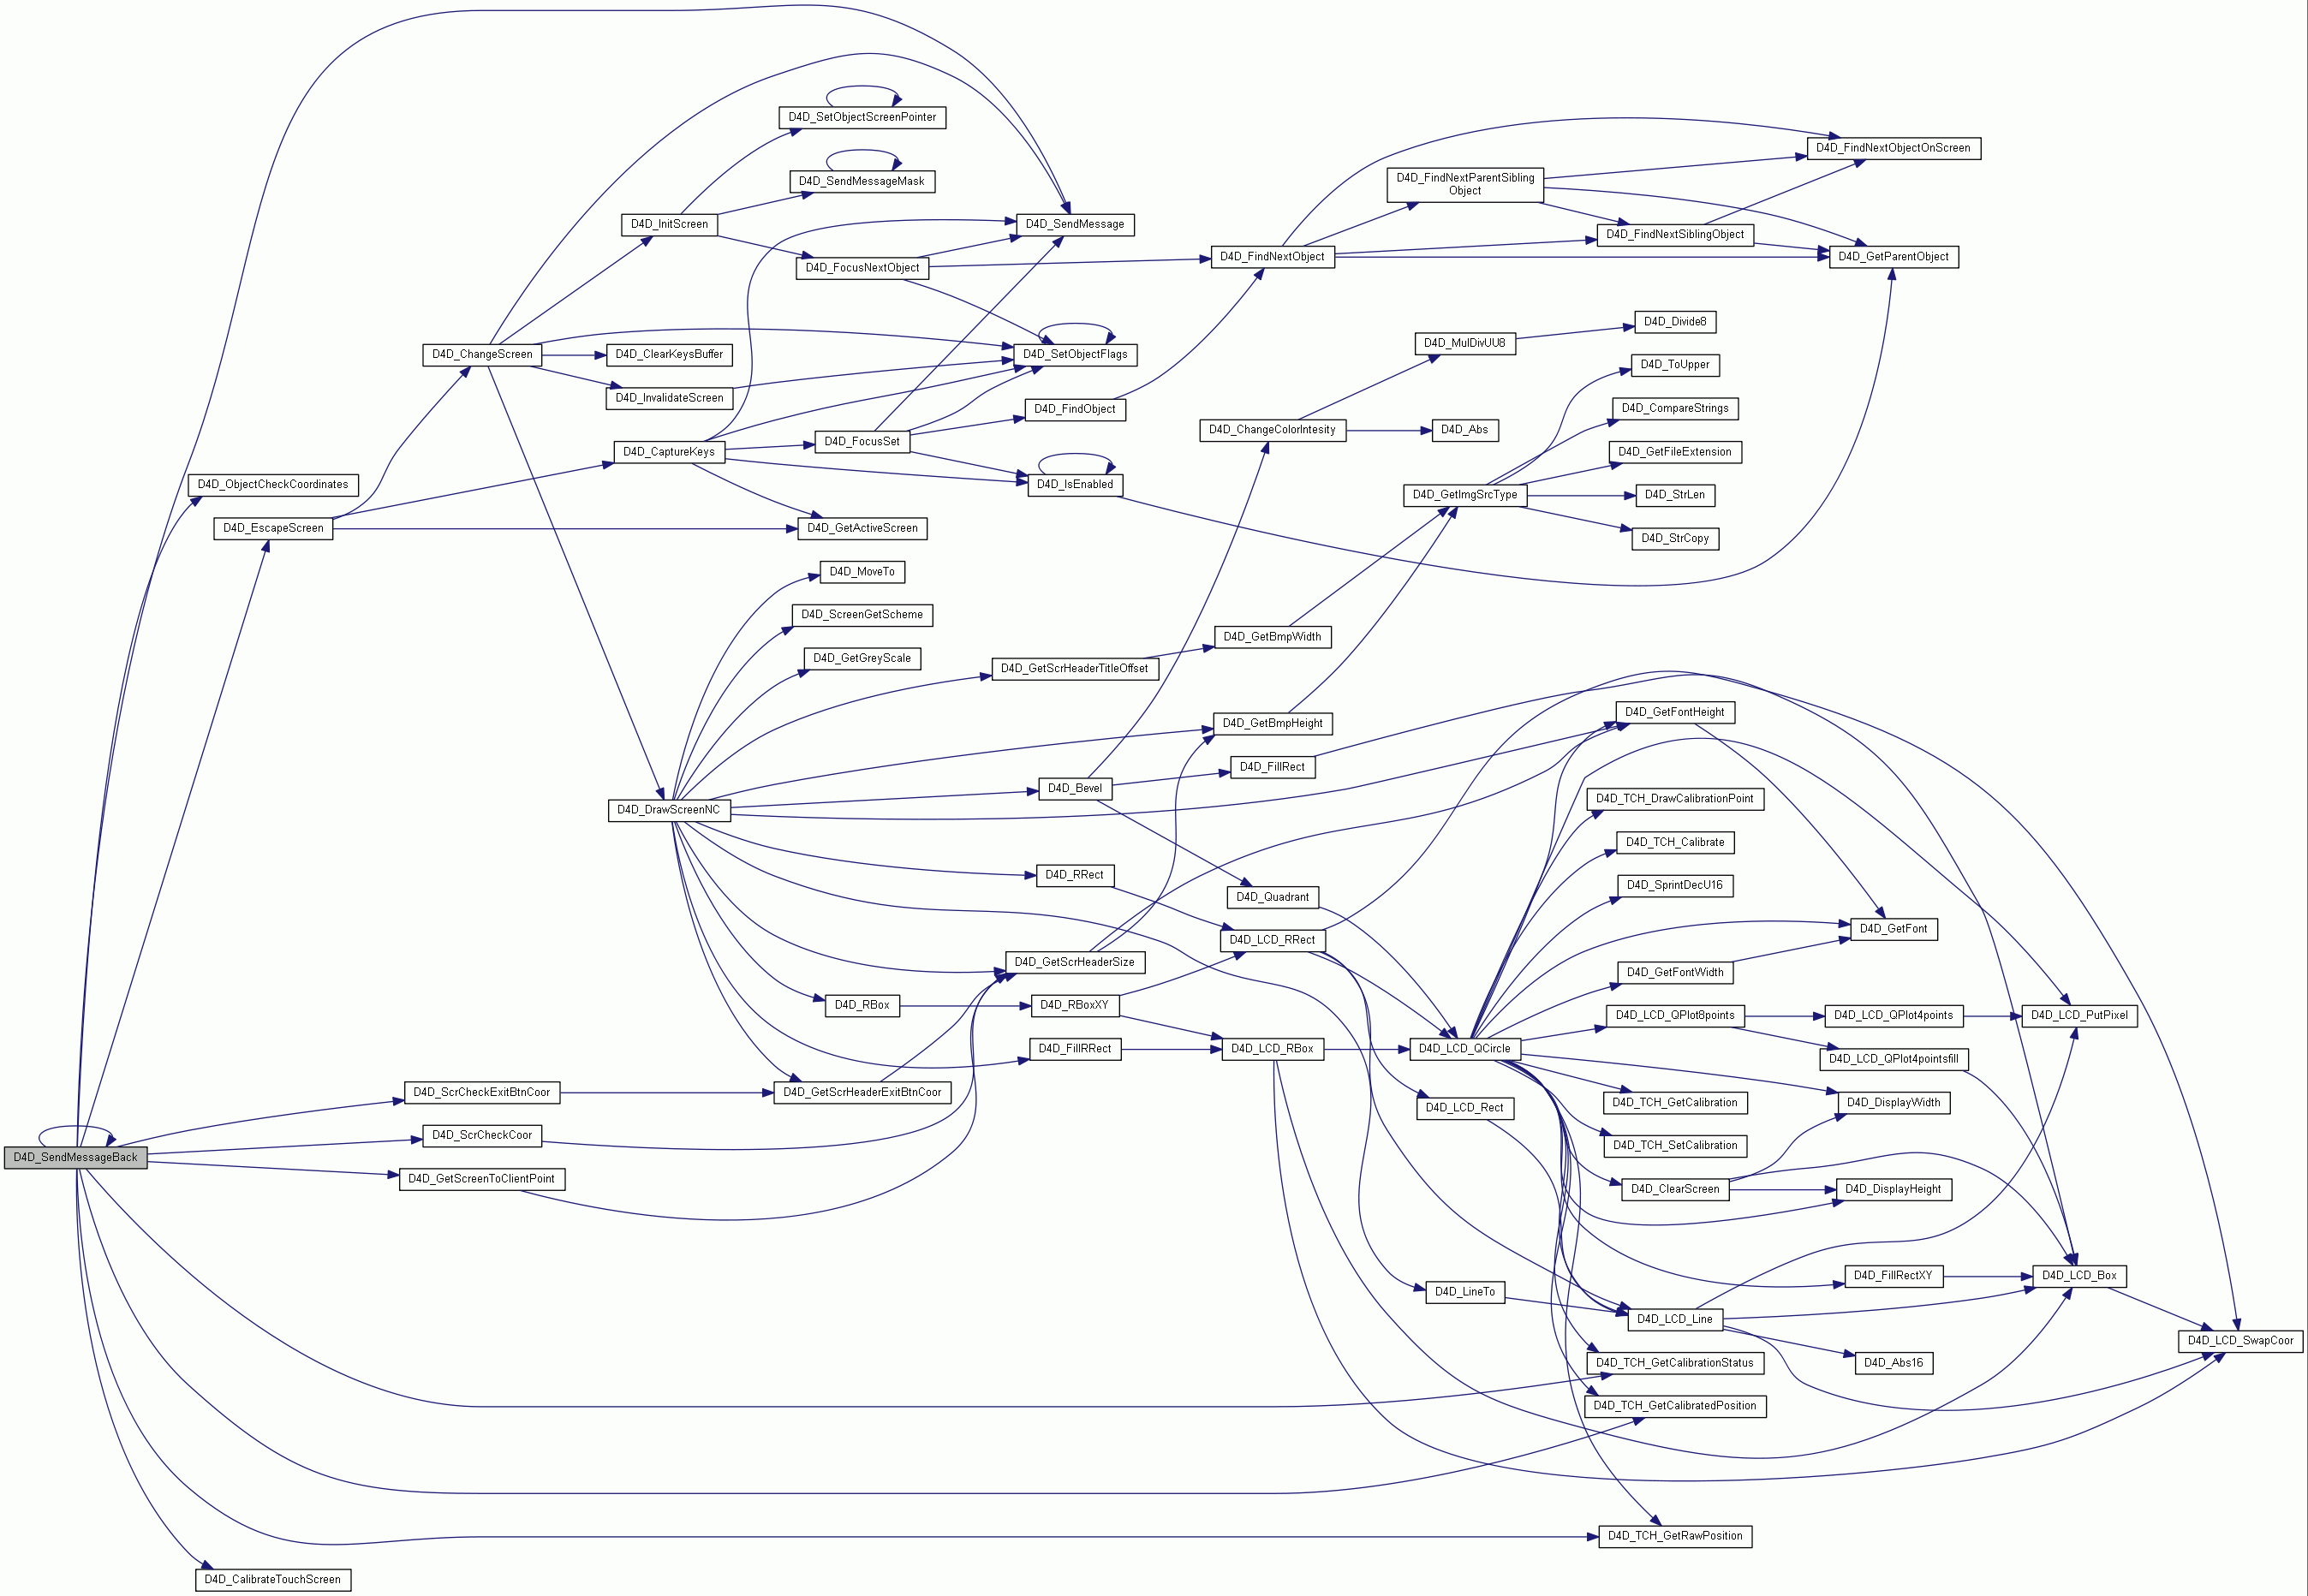 D4D_SetObjectScreenPointer
D4D_FindNextObjectOnScreen
D4D_SendMessageMask
D4D_FindNextParentSibling
Object
D4D_InitScreen
D4D_SendMessage
D4D_FindNextSiblingObject
D4D_FocusNextObject
D4D_FindNextObject
D4D_GetParentObject
D4D_Divide8
D4D_MulDivUU8
D4D_ChangeScreen
D4D_ClearKeysBuffer
D4D_SetObjectFlags
D4D_ToUpper
D4D_InvalidateScreen
D4D_FindObject
D4D_CompareStrings
D4D_ChangeColorIntesity
D4D_Abs
D4D_FocusSet
D4D_CaptureKeys
D4D_GetFileExtension
D4D_ObjectCheckCoordinates
D4D_IsEnabled
D4D_GetImgSrcType
D4D_StrLen
D4D_EscapeScreen
D4D_GetActiveScreen
D4D_StrCopy
D4D_MoveTo
D4D_ScreenGetScheme
D4D_GetBmpWidth
D4D_GetGreyScale
D4D_GetScrHeaderTitleOffset
D4D_GetFontHeight
D4D_GetBmpHeight
D4D_FillRect
D4D_Bevel
D4D_TCH_DrawCalibrationPoint
D4D_DrawScreenNC
D4D_TCH_Calibrate
D4D_RRect
D4D_SprintDecU16
D4D_Quadrant
D4D_GetFont
D4D_LCD_RRect
D4D_GetScrHeaderSize
D4D_GetFontWidth
D4D_RBox
D4D_RBoxXY
D4D_LCD_QPlot8points
D4D_LCD_QPlot4points
D4D_LCD_PutPixel
D4D_FillRRect
D4D_LCD_RBox
D4D_LCD_QCircle
D4D_LCD_QPlot4pointsfill
D4D_ScrCheckExitBtnCoor
D4D_GetScrHeaderExitBtnCoor
D4D_TCH_GetCalibration
D4D_DisplayWidth
D4D_LCD_Rect
D4D_ScrCheckCoor
D4D_TCH_SetCalibration
D4D_SendMessageBack
D4D_GetScreenToClientPoint
D4D_ClearScreen
D4D_DisplayHeight
D4D_FillRectXY
D4D_LCD_Box
D4D_LineTo
D4D_LCD_Line
D4D_LCD_SwapCoor
D4D_TCH_GetCalibrationStatus
D4D_Abs16
D4D_TCH_GetCalibratedPosition
D4D_TCH_GetRawPosition
D4D_CalibrateTouchScreen